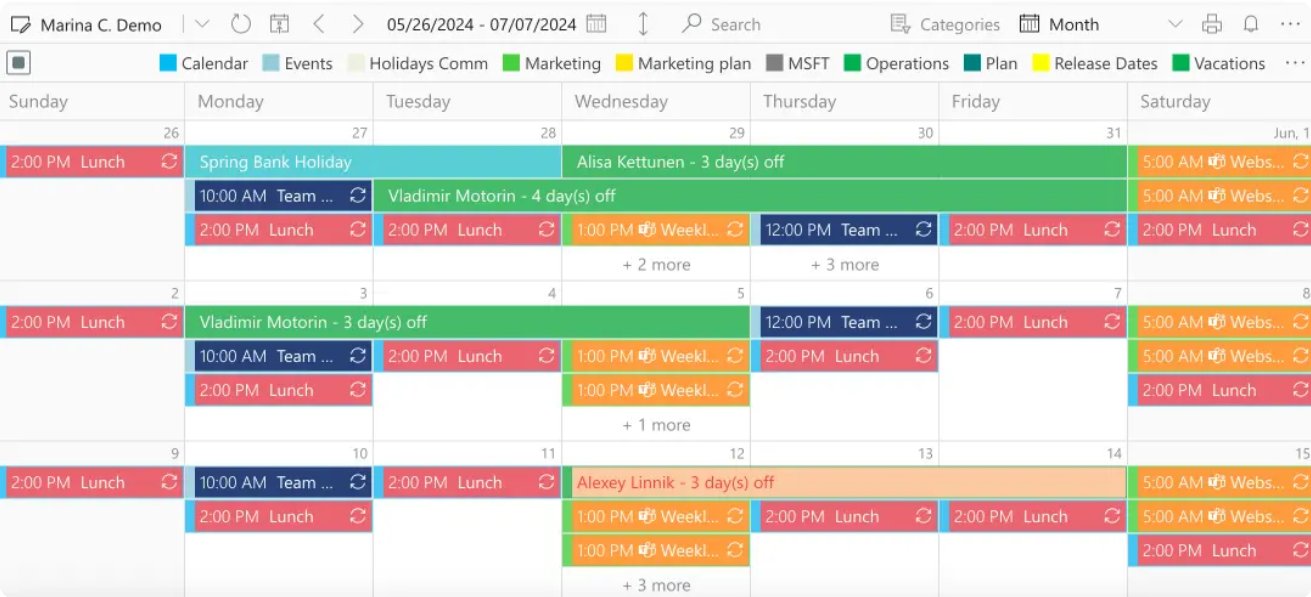 Marina C. Demo 05/26/2024 - 07/07/2024 Search Categories Month
Calendar Events Holidays Comm Marketing Marketing plan MSFT Operations Plan Release Dates Vacations
Sunday Monday Tuesday Wednesday Thursday Friday Saturday
26 27 28 29 30 31 Jun, 1
2:00 PM Lunch Spring Bank Holiday Alisa Kettunen - 3 day(s) off 5:00 AM Webs...
10:00 AM Team ... Vladimir Motorin - 4 day(s) off 5:00 AM Webs...
2:00 PM Lunch 2:00 PM Lunch 1:00 PM Weekl... 12:00 PM Team ... 2:00 PM Lunch 2:00 PM Lunch
+ 2 more + 3 more
2 3 4 5 6 7 8
2:00 PM Lunch Vladimir Motorin - 3 day(s) off 12:00 PM Team ... 2:00 PM Lunch 5:00 AM Webs...
10:00 AM Team ... 2:00 PM Lunch 1:00 PM Weekl... 2:00 PM Lunch 5:00 AM Webs...
2:00 PM Lunch 1:00 PM Weekl... 2:00 PM Lunch
+ 1 more
9 10 11 12 13 14 15
2:00 PM Lunch 10:00 AM Team ... 2:00 PM Lunch Alexey Linnik - 3 day(s) off 5:00 AM Webs...
2:00 PM Lunch 1:00 PM Weekl... 2:00 PM Lunch 2:00 PM Lunch 5:00 AM Webs...
1:00 PM Weekl... 2:00 PM Lunch
+ 3 more